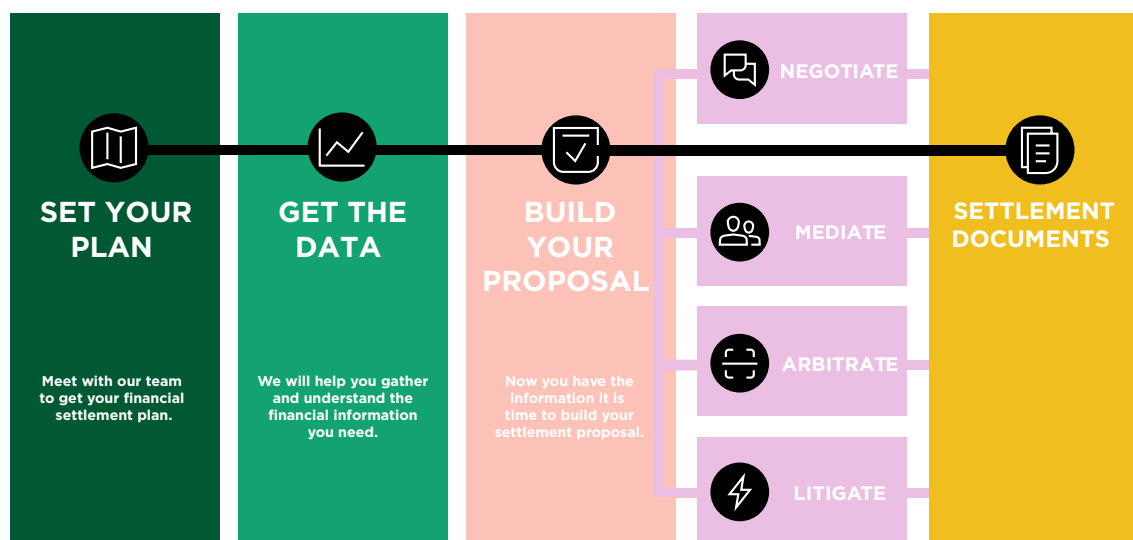 SET YOUR
PLAN
Meet with our team
to get your financial
settlement plan.
GET THE
DATA
We will help you gather
and understand the
financial information
you need.
BUILD
YOUR
PROPOSAL
Now you have the
information it is
time to build your
settlement proposal.
NEGOTIATE
MEDIATE
ARBITRATE
LITIGATE
SETTLEMENT
DOCUMENTS